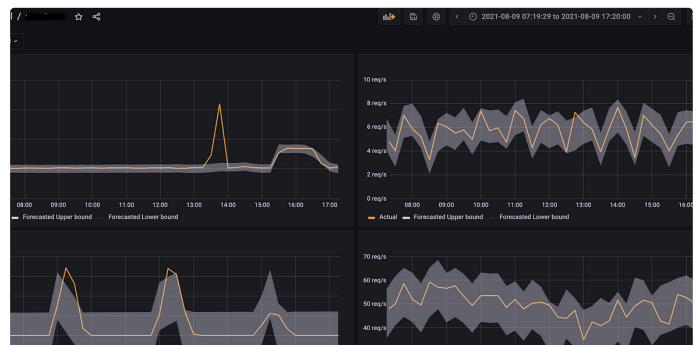 l /
2021-08-09 07:19:29 to 2021-08-09 17:20:00
10 req/s
8 req/s
6 req/s
4 req/s
2 req/s
0 req/s
08:00 09:00 10:00 11:00 12:00 13:00 14:00 15:00 16:00 17:00
08:00 09:00 10:00 11:00 12:00 13:00 14:00 15:00 16:00
Forecasted Upper bound Forecasted Lower bound
Actual Forecasted Upper bound Forecasted Lower bound
70 req/s
60 req/s
50 req/s
40 req/s